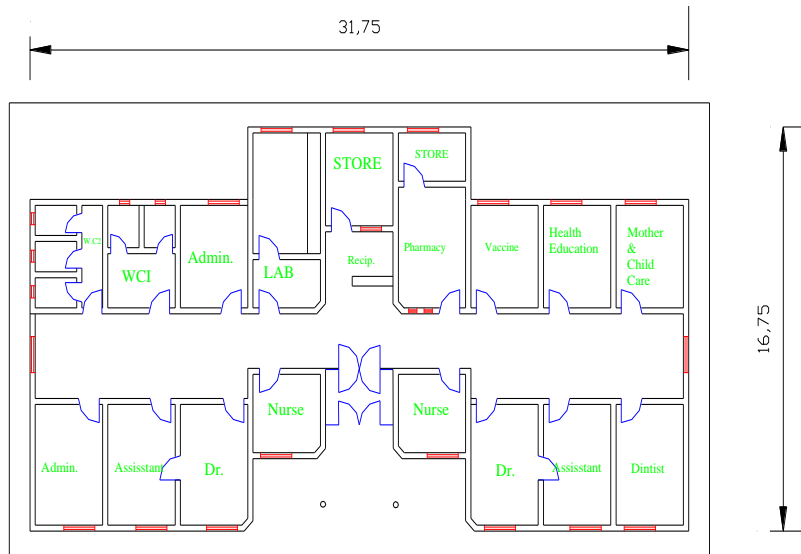 31,75
STORE
STORE
W.C2
WCI
Admin.
LAB
Recip.
Pharmacy
Vaccine
Health
Education
Mother
&
Child
Care
16,75
Nurse
Nurse
Admin.
Assisstant
Dr.
Dr.
Assisstant
Dintist